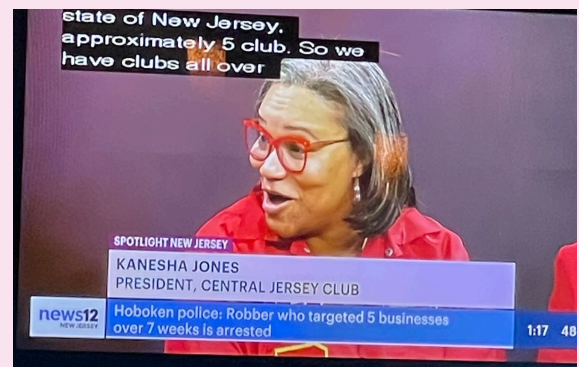 state of New Jersey,
approximately 5 club. So we
have clubs all over
SPOTLIGHT NEW JERSEY
KANESHA JONES
PRESIDENT, CENTRAL JERSEY CLUB
news12
NEW JERSEY
Hoboken police: Robber who targeted 5 businesses
over 7 weeks is arrested
1:17 48